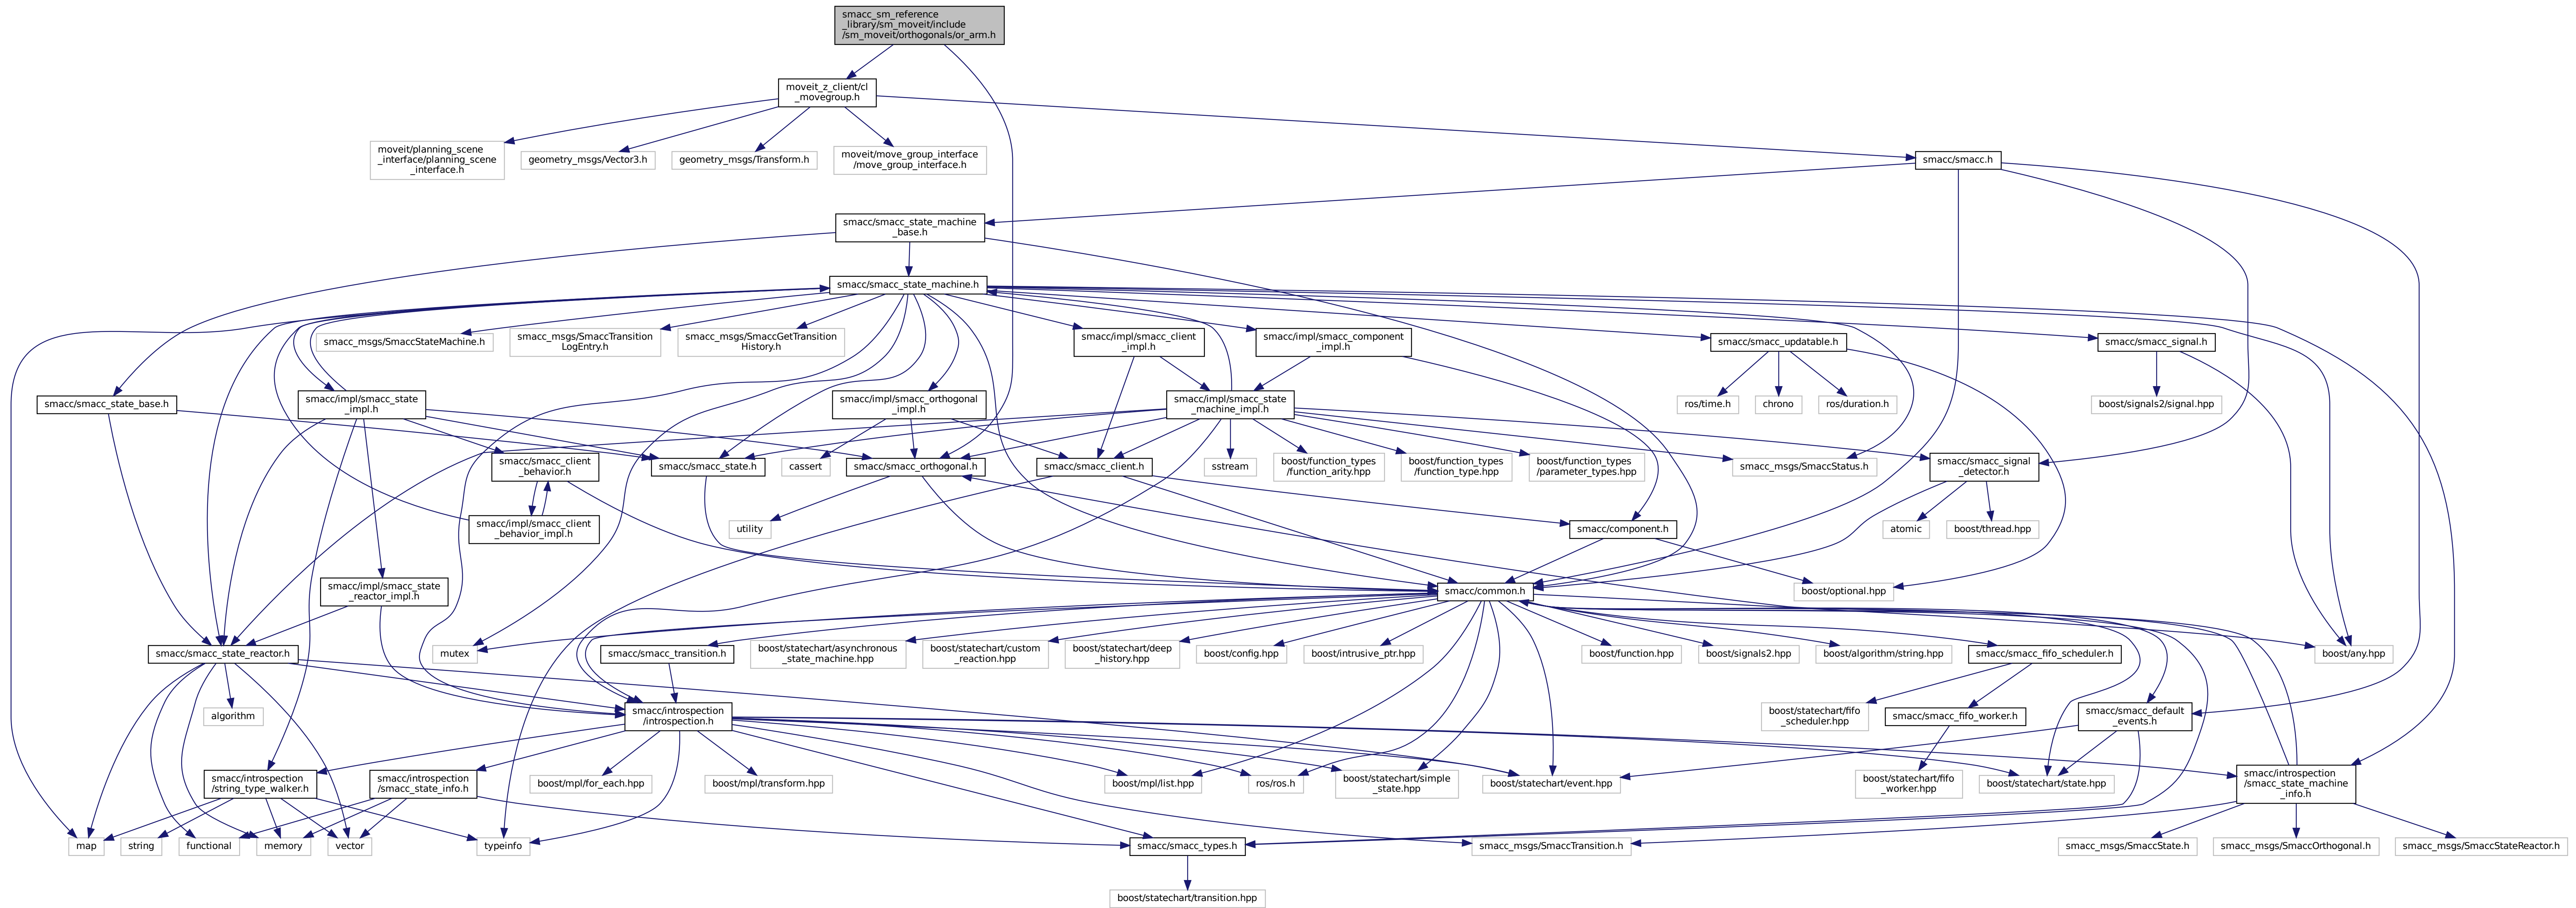 smacc_sm_reference
_library/sm_moveit/include
/sm_moveit/orthogonals/or_arm.h
moveit_z_client/cl
_movegroup.h
moveit/planning_scene
_interface/planning_scene
_interface.h
geometry_msgs/Vector3.h
geometry_msgs/Transform.h
moveit/move_group_interface
/move_group_interface.h
smacc/smacc.h
smacc/smacc_state_machine
_base.h
smacc/smacc_state_machine.h
smacc_msgs/SmaccStateMachine.h
smacc_msgs/SmaccTransition
LogEntry.h
smacc_msgs/SmaccGetTransition
History.h
smacc/impl/smacc_client
_impl.h
smacc/impl/smacc_component
_impl.h
smacc/smacc_updatable.h
smacc/smacc_signal.h
smacc/smacc_state_base.h
smacc/impl/smacc_state
_impl.h
smacc/impl/smacc_orthogonal
_impl.h
smacc/impl/smacc_state
_machine_impl.h
ros/time.h
chrono
ros/duration.h
boost/signals2/signal.hpp
smacc/smacc_client
_behavior.h
smacc/smacc_state.h
cassert
smacc/smacc_orthogonal.h
smacc/smacc_client.h
sstream
boost/function_types
/function_arity.hpp
boost/function_types
/function_type.hpp
boost/function_types
/parameter_types.hpp
smacc_msgs/SmaccStatus.h
smacc/smacc_signal
_detector.h
smacc/impl/smacc_client
_behavior_impl.h
utility
smacc/component.h
atomic
boost/thread.hpp
smacc/impl/smacc_state
_reactor_impl.h
smacc/common.h
boost/optional.hpp
smacc/smacc_state_reactor.h
mutex
smacc/smacc_transition.h
boost/statechart/asynchronous
_state_machine.hpp
boost/statechart/custom
_reaction.hpp
boost/statechart/deep
_history.hpp
boost/config.hpp
boost/intrusive_ptr.hpp
boost/function.hpp
boost/signals2.hpp
boost/algorithm/string.hpp
smacc/smacc_fifo_scheduler.h
boost/any.hpp
algorithm
smacc/introspection
/introspection.h
boost/statechart/fifo
_scheduler.hpp
smacc/smacc_fifo_worker.h
smacc/smacc_default
_events.h
smacc/introspection
/string_type_walker.h
smacc/introspection
/smacc_state_info.h
boost/mpl/for_each.hpp
boost/mpl/transform.hpp
boost/mpl/list.hpp
ros/ros.h
boost/statechart/simple
_state.hpp
boost/statechart/event.hpp
boost/statechart/fifo
_worker.hpp
boost/statechart/state.hpp
smacc/introspection
/smacc_state_machine
_info.h
map
string
functional
memory
vector
typeinfo
smacc/smacc_types.h
smacc_msgs/SmaccTransition.h
smacc_msgs/SmaccState.h
smacc_msgs/SmaccOrthogonal.h
smacc_msgs/SmaccStateReactor.h
boost/statechart/transition.hpp